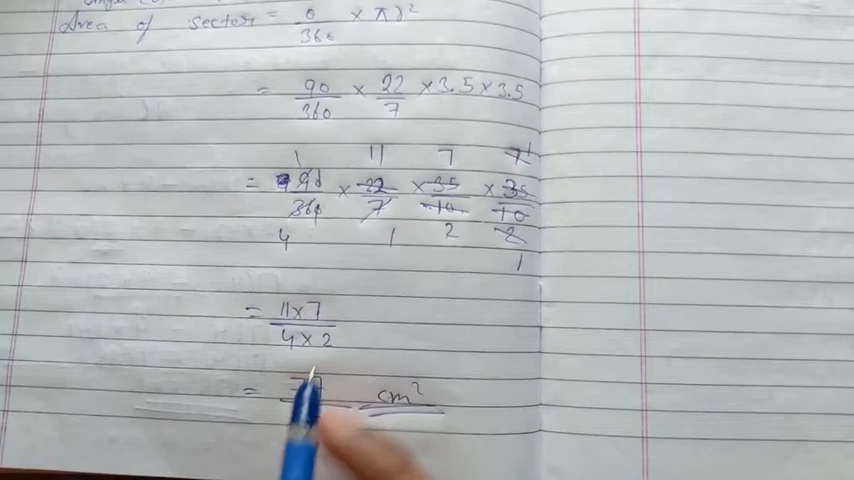 Area of sector = θ/360 × πr²
= 90/360 × 22/7 × 3.5 × 3.5
1 11 7 7 1
= 90/360 × 22/7 × 35/10 × 35/10
4 1 2 2
1
= 11×7/4×2
= cm²